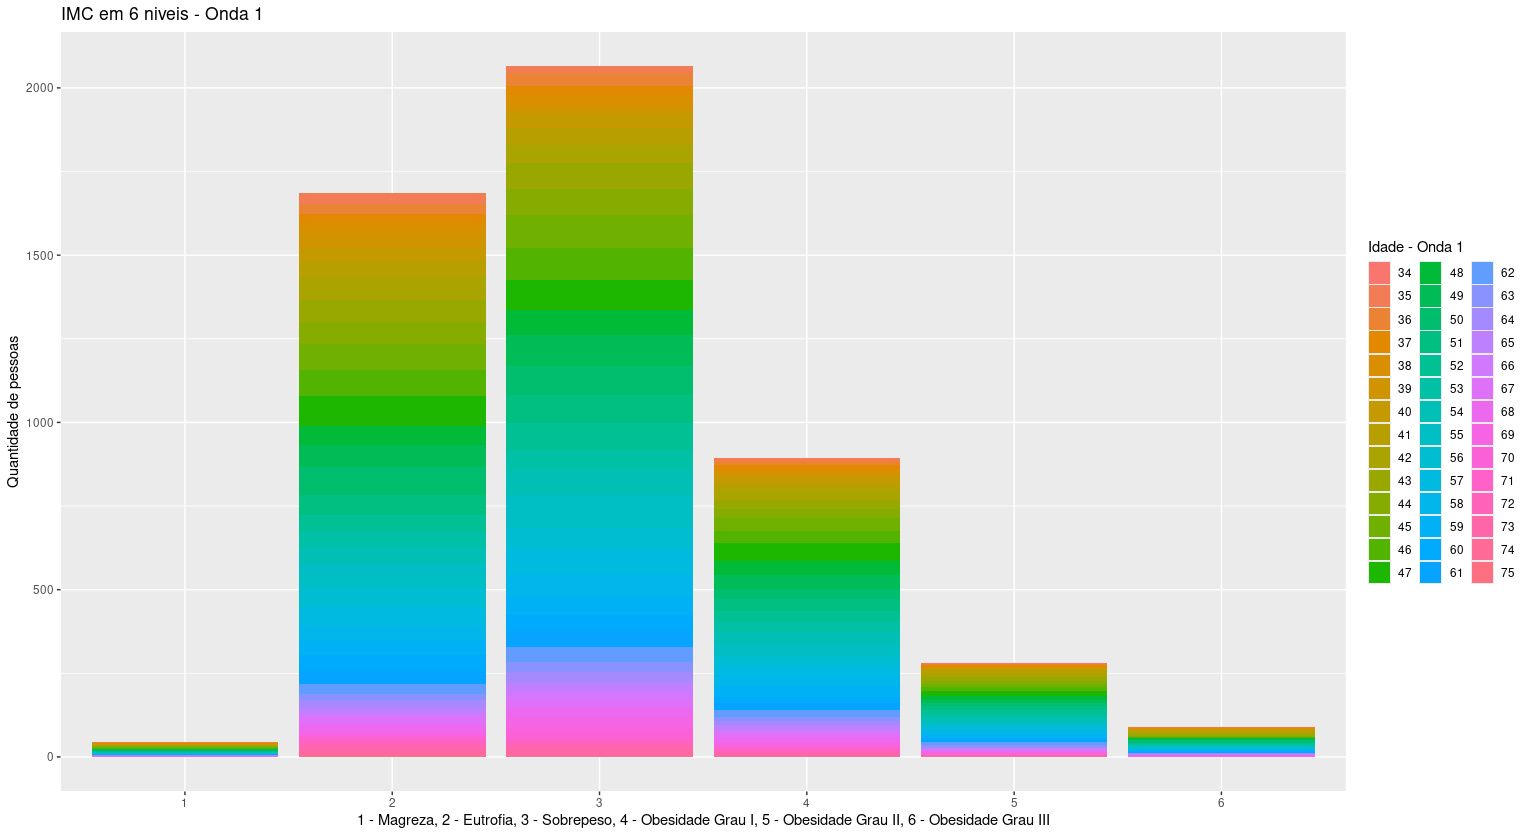 IMC em 6 niveis - Onda 1
Quantidade de pessoas
2000
1500
1000
500
0
1 2 3 4 5 6
1 - Magreza, 2 - Eutrofia, 3 - Sobrepeso, 4 - Obesidade Grau I, 5 - Obesidade Grau II, 6 - Obesidade Grau III
Idade - Onda 1
34 48 62
35 49 63
36 50 64
37 51 65
38 52 66
39 53 67
40 54 68
41 55 69
42 56 70
43 57 71
44 58 72
45 59 73
46 60 74
47 61 75